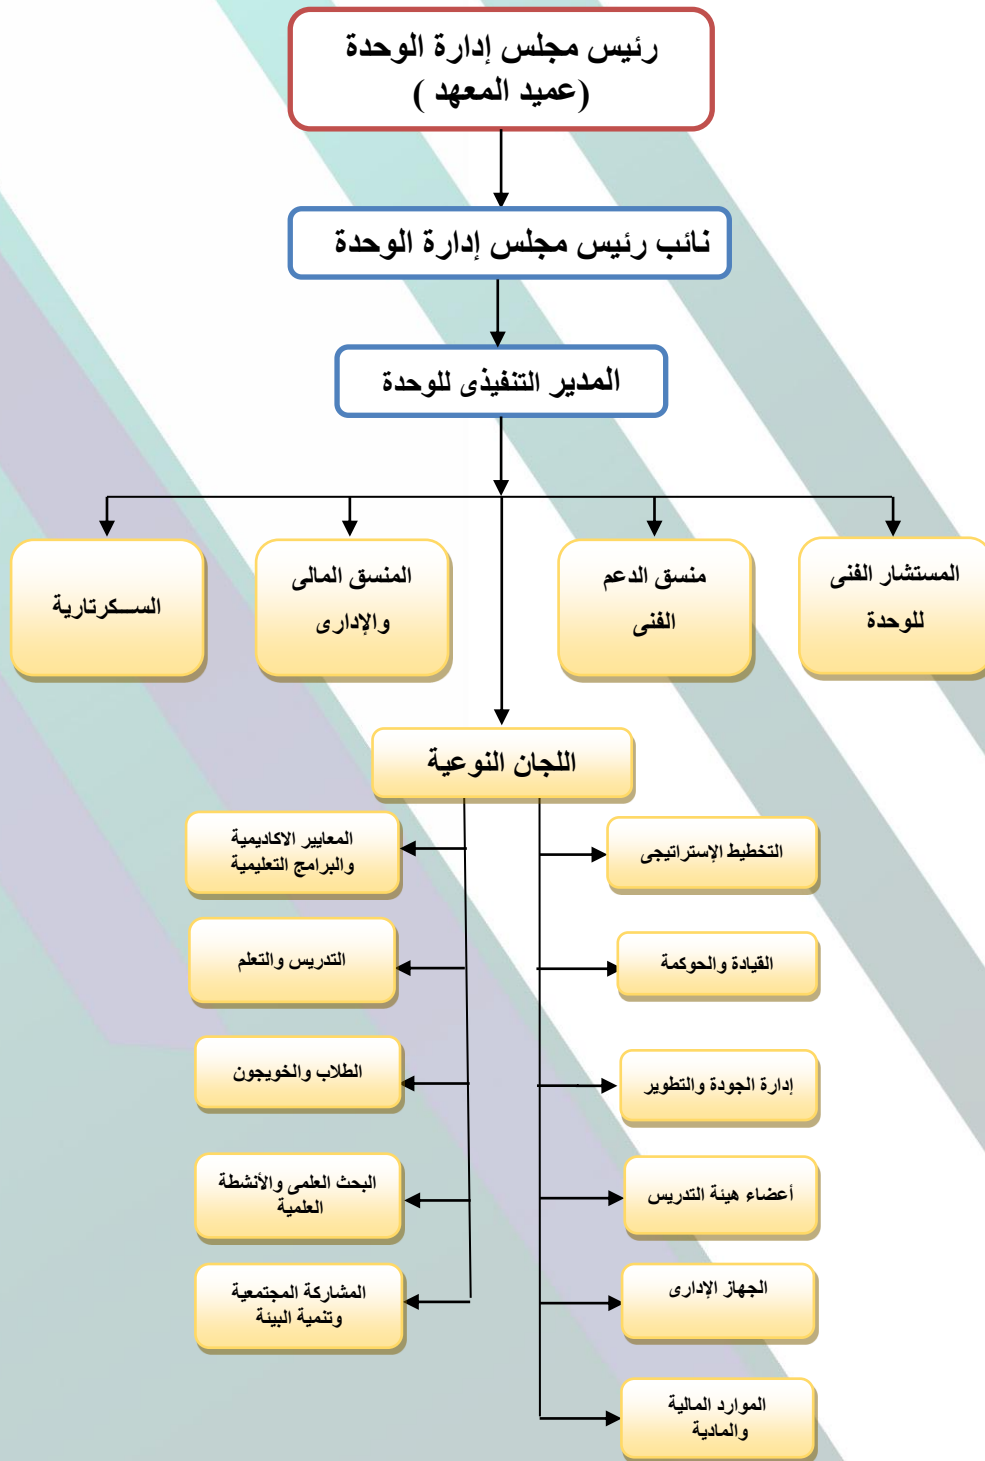 رئيس مجلس إدارة الوحدة
(عميد المعهد )
نائب رئيس مجلس إدارة الوحدة
المدير التنفيذى للوحدة
المستشار الفنى
للوحدة
منسق الدعم
الفنى
المنسق المالى
والإدارى
الســكرتارية
اللجان النوعية
التخطيط الإستراتيجى
القيادة والحوكمة
إدارة الجودة والتطوير
أعضاء هيئة التدريس
الجهاز الإدارى
الموارد المالية
والمادية
المعايير الاكاديمية
والبرامج التعليمية
التدريس والتعلم
الطلاب والخويجون
البحث العلمى والأنشطة
العلمية
المشاركة المجتمعية
وتنمية البيئة